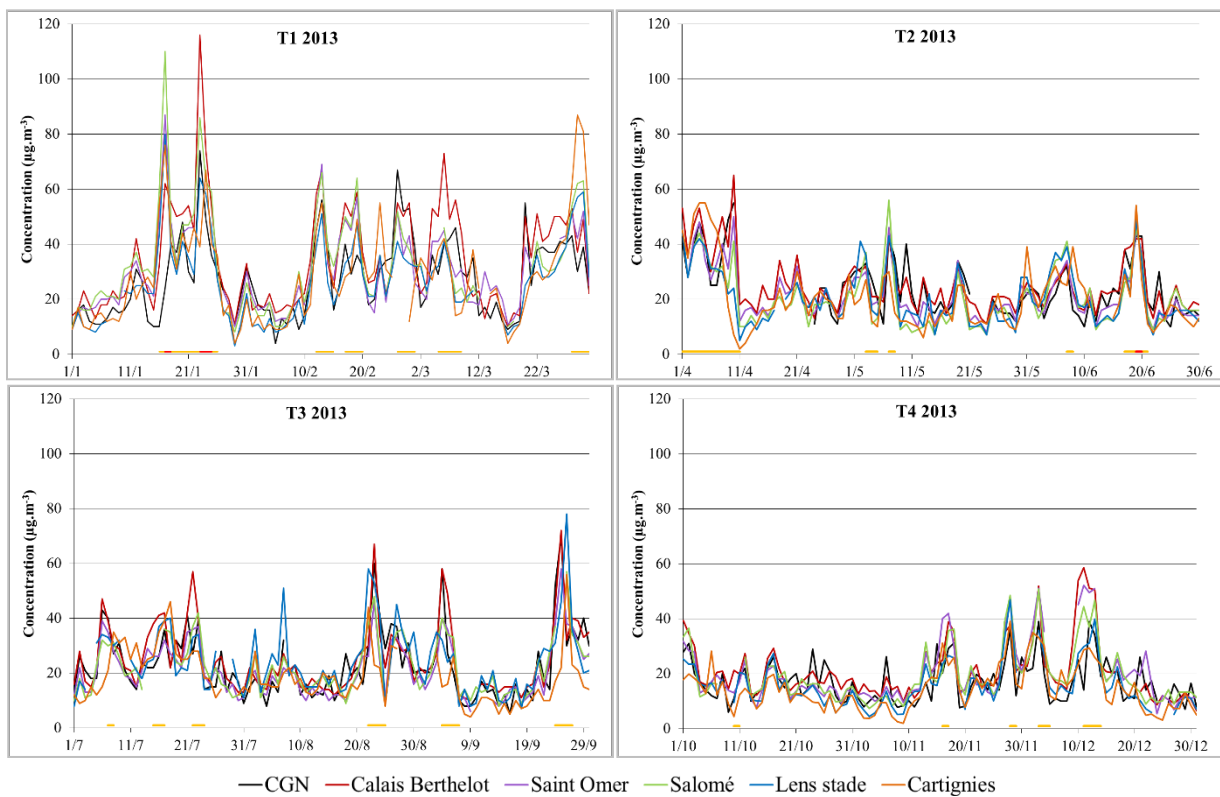 T1 2013
Concentration (µg.m⁻³)
120
100
80
60
40
20
0
1/1 11/1 21/1 31/1 10/2 20/2 2/3 12/3 22/3
T2 2013
Concentration (µg.m⁻³)
120
100
80
60
40
20
0
1/4 11/4 21/4 1/5 11/5 21/5 31/5 10/6 20/6 30/6
T3 2013
Concentration (µg.m⁻³)
120
100
80
60
40
20
0
1/7 11/7 21/7 31/7 10/8 20/8 30/8 9/9 19/9 29/9
T4 2013
Concentration (µg.m⁻³)
120
100
80
60
40
20
0
1/10 11/10 21/10 31/10 10/11 20/11 30/11 10/12 20/12 30/12
CGN Calais Berthelot Saint Omer Salomé Lens stade Cartignies